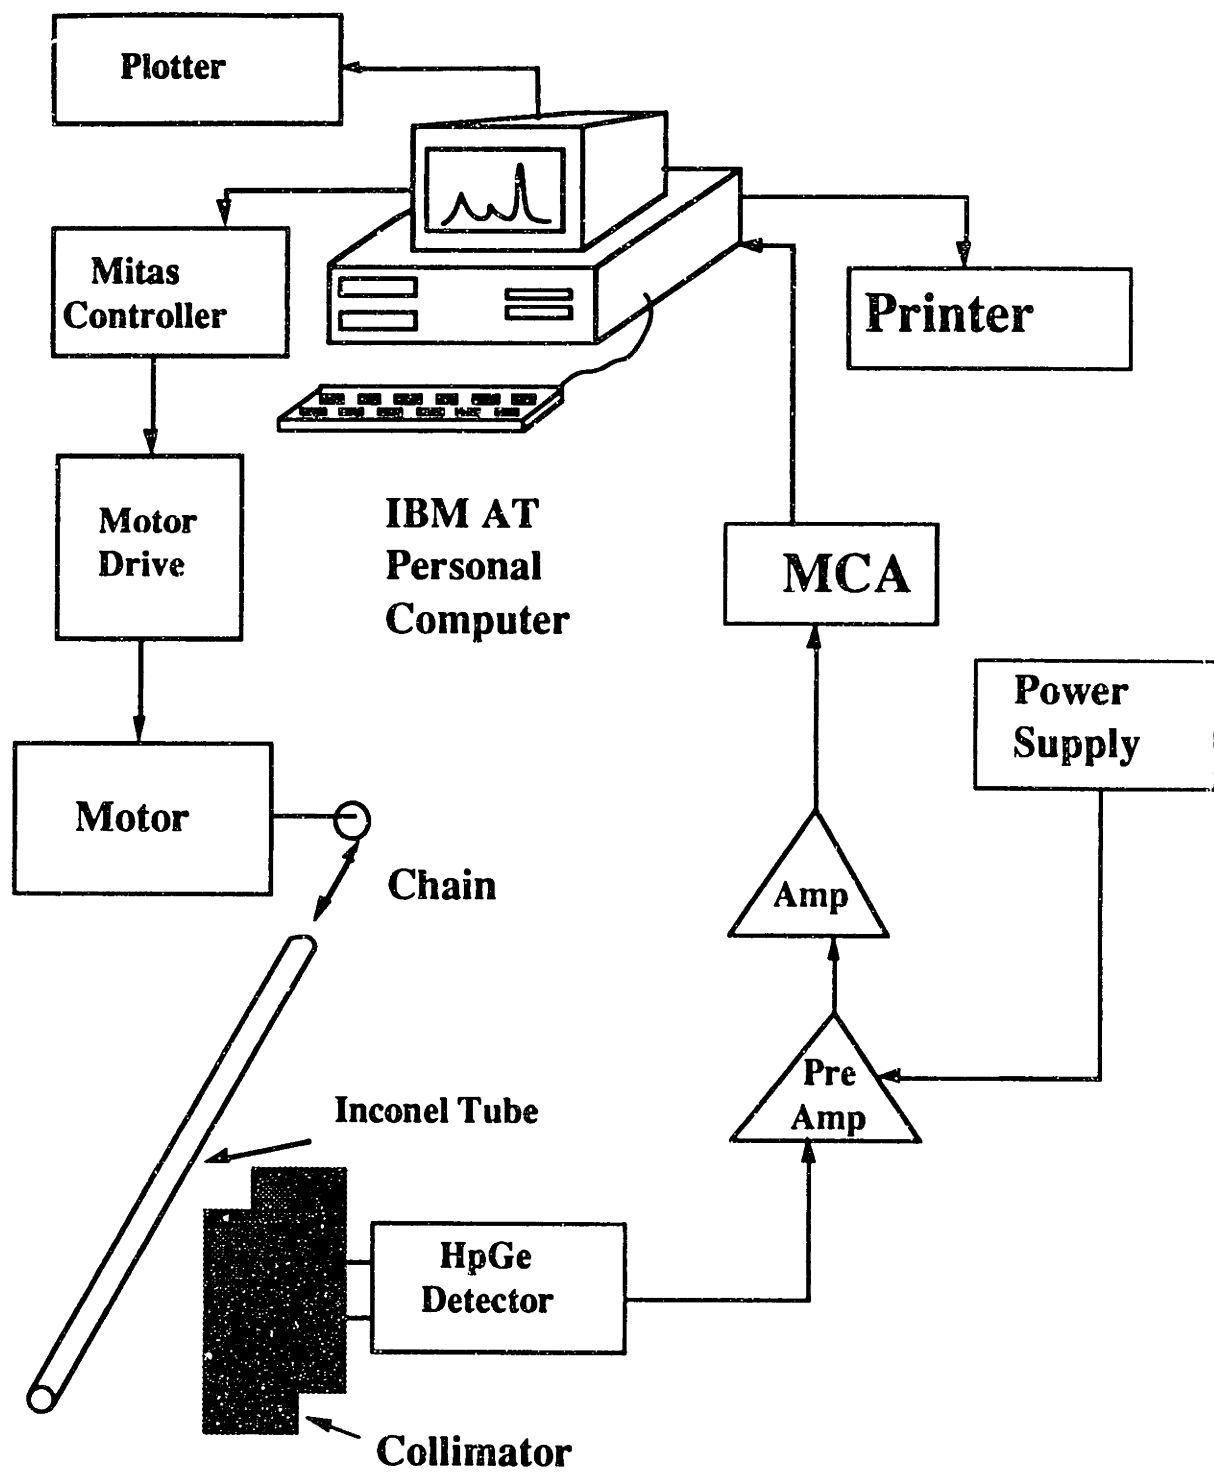 Plotter
Mitas
Controller
Printer
Motor
Drive
IBM AT
Personal
Computer
MCA
Power
Supply
Motor
Chain
Amp
Pre
Amp
Inconel Tube
HpGe
Detector
Collimator